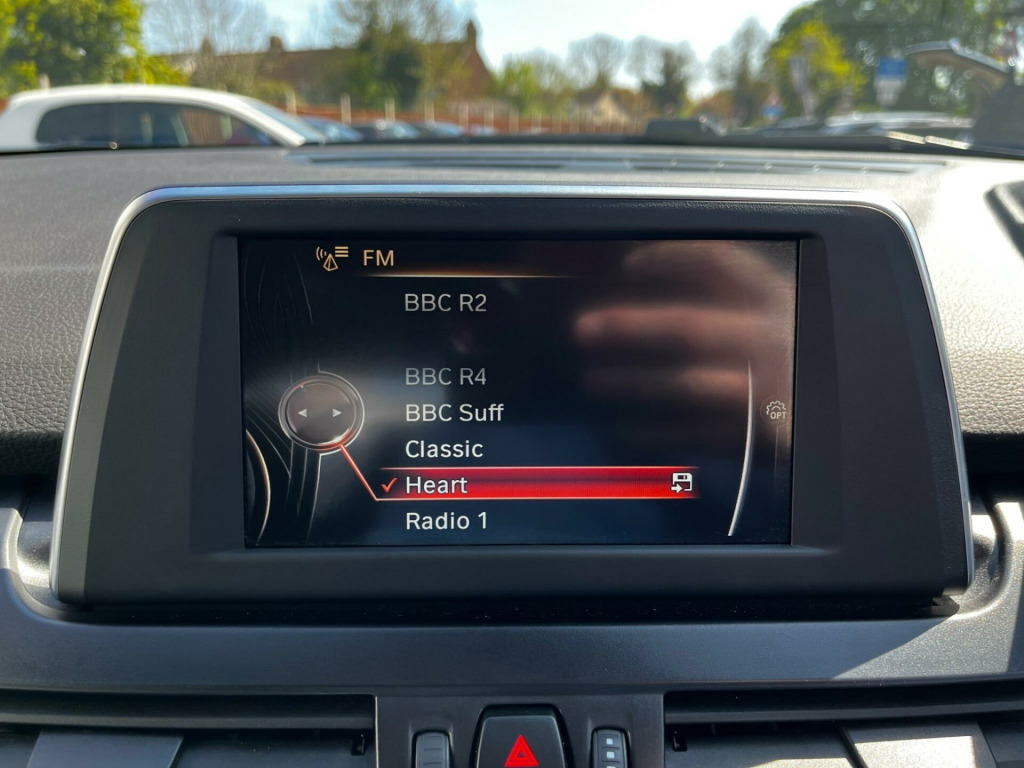 FM
BBC R2
BBC R4
BBC Suff
OPT
Classic
Heart
Radio 1